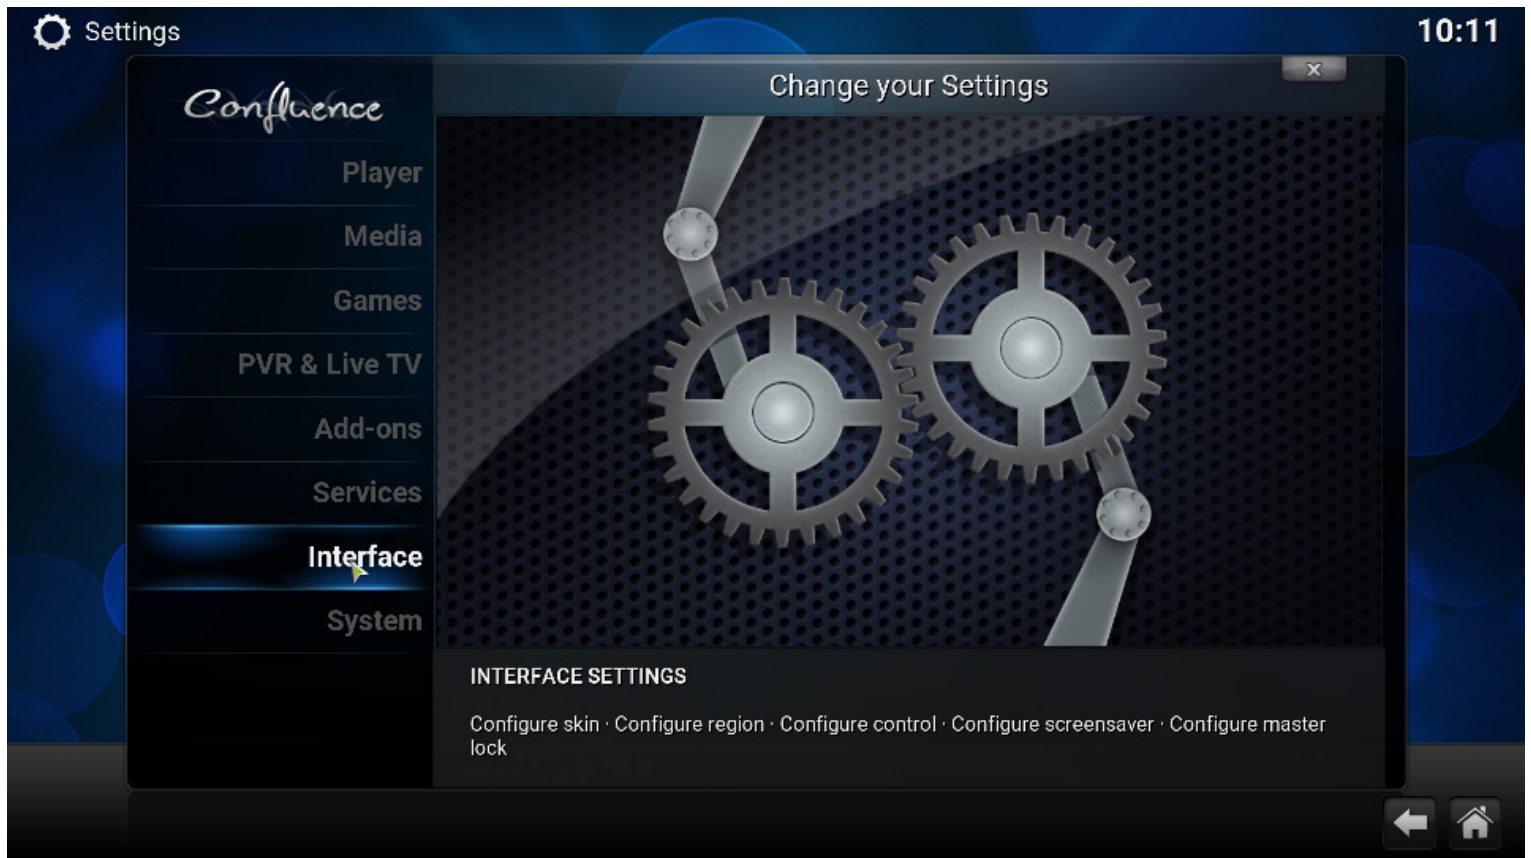 Settings
10:11
Confluence
Change your Settings
x
Player
Media
Games
PVR & Live TV
Add-ons
Services
Interface
System
INTERFACE SETTINGS
Configure skin · Configure region · Configure control · Configure screensaver · Configure master
lock